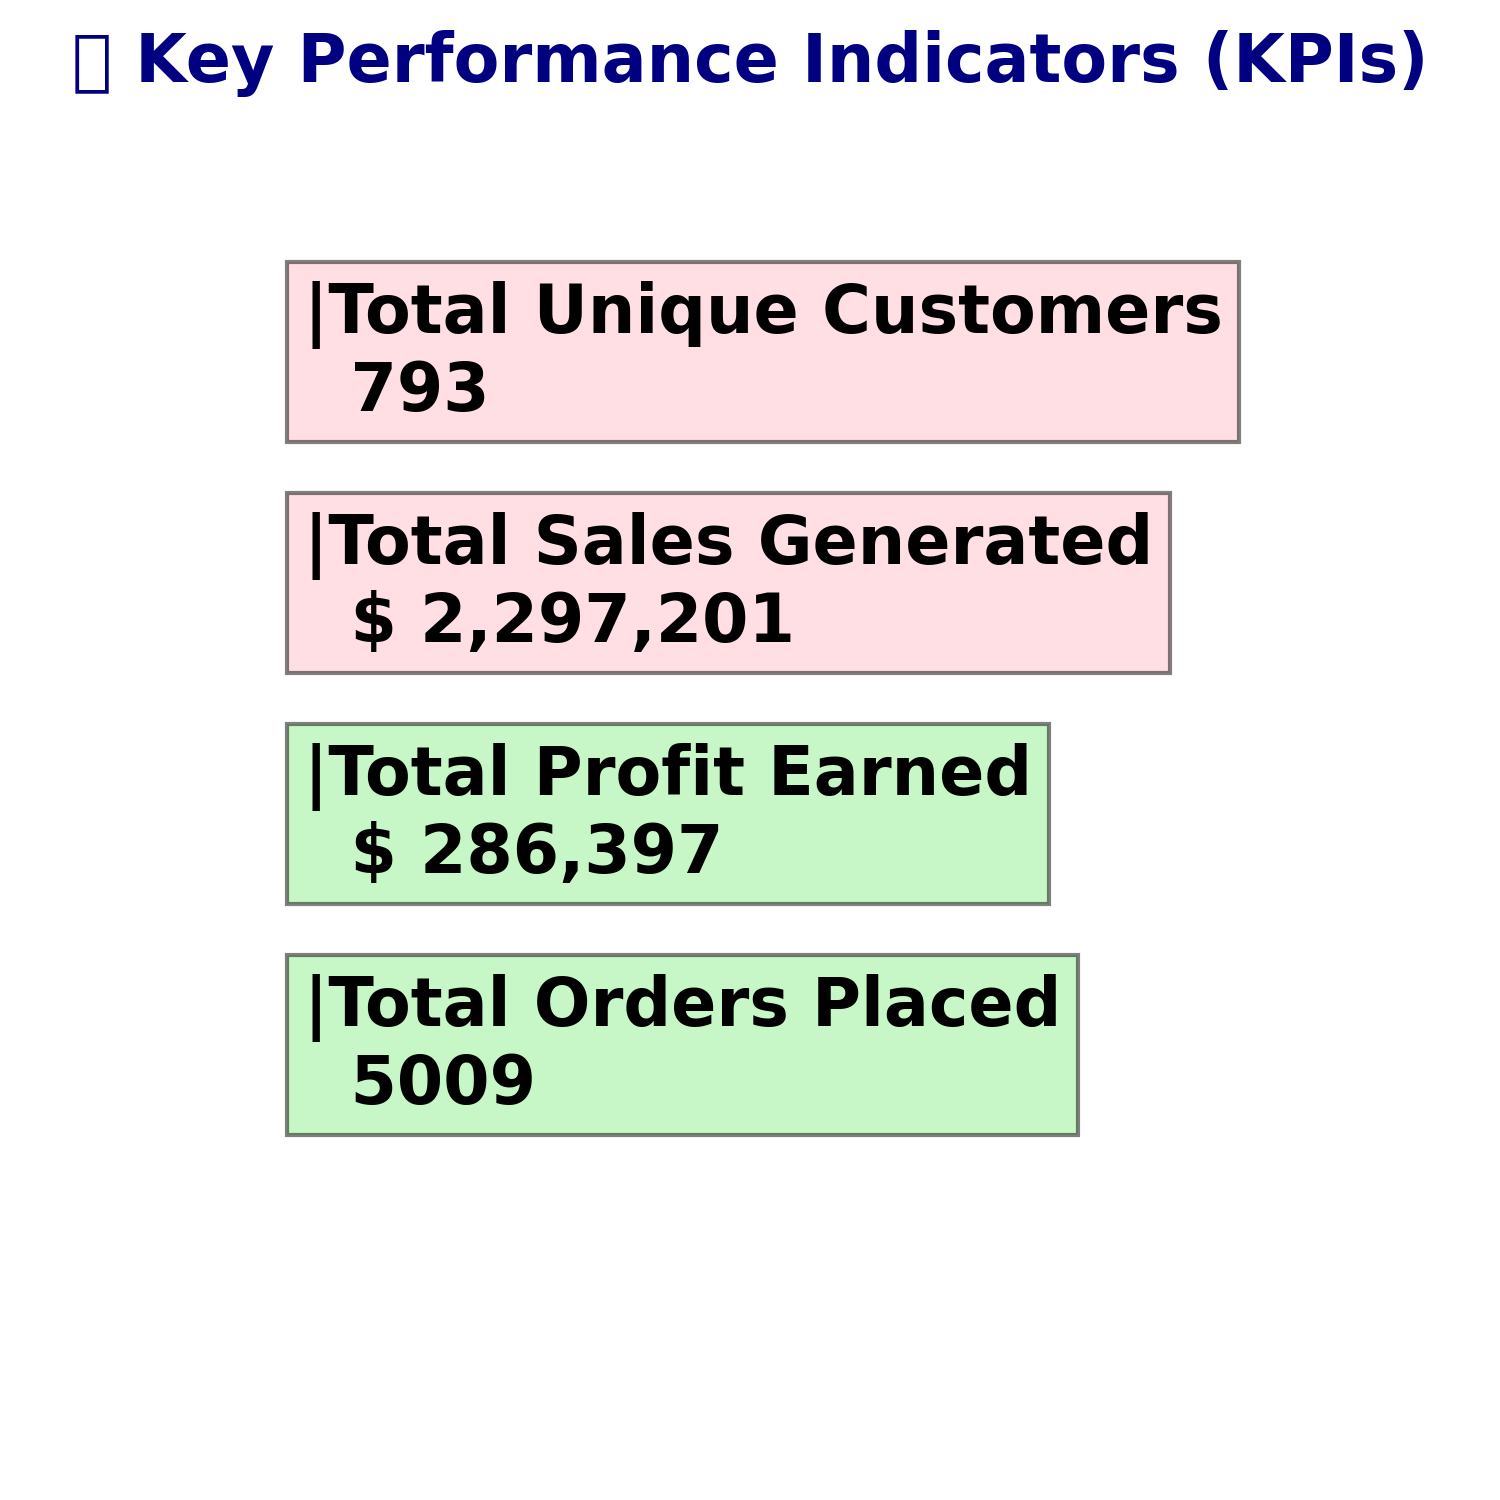 Key Performance Indicators (KPIs)
|Total Unique Customers
793
|Total Sales Generated
$ 2,297,201
|Total Profit Earned
$ 286,397
|Total Orders Placed
5009